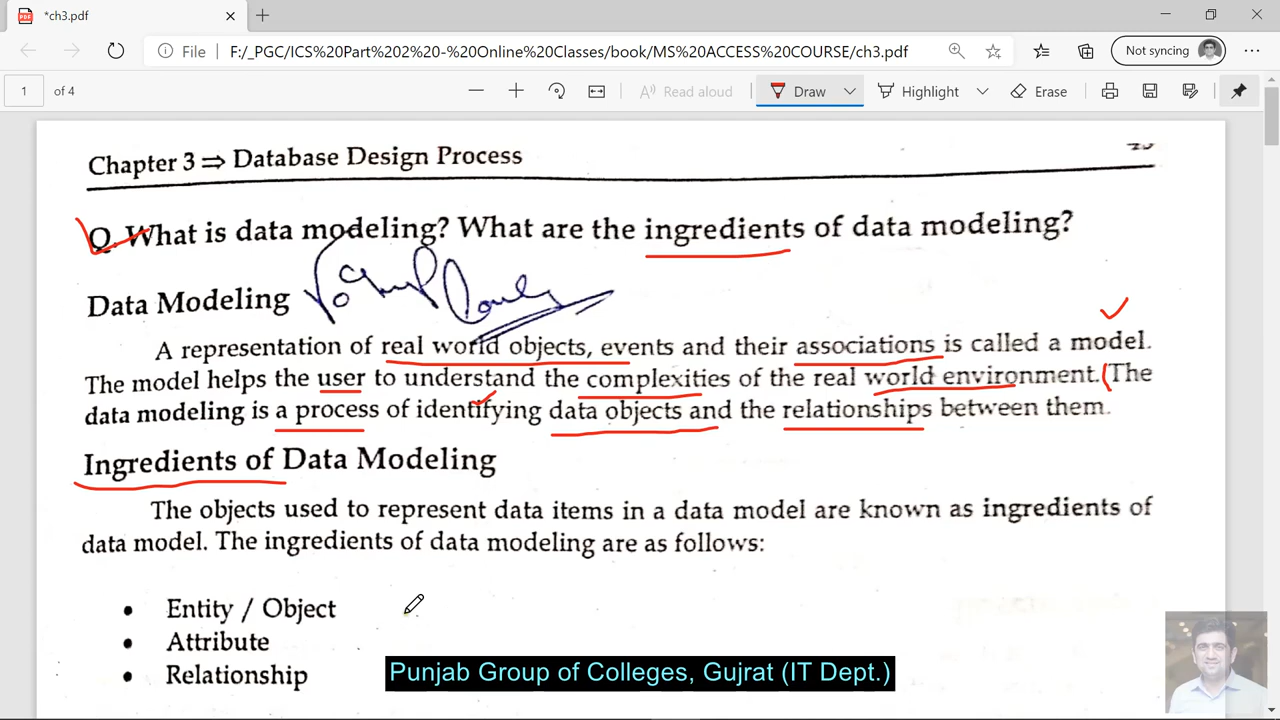 *ch3.pdf
File F:/_PGC/ICS%20Part%202%20-%20Online%20Classes/book/MS%20ACCESS%20COURSE/ch3.pdf Not syncing
1 of 4 Read aloud Draw Highlight Erase
Chapter 3 ⇒ Database Design Process
Q. What is data modeling? What are the ingredients of data modeling?
Data Modeling
A representation of real world objects, events and their associations is called a model.
The model helps the user to understand the complexities of the real world environment. (The
data modeling is a process of identifying data objects and the relationships between them.
Ingredients of Data Modeling
The objects used to represent data items in a data model are known as ingredients of
data model. The ingredients of data modeling are as follows:
• Entity / Object
• Attribute
• Relationship
Punjab Group of Colleges, Gujrat (IT Dept.)